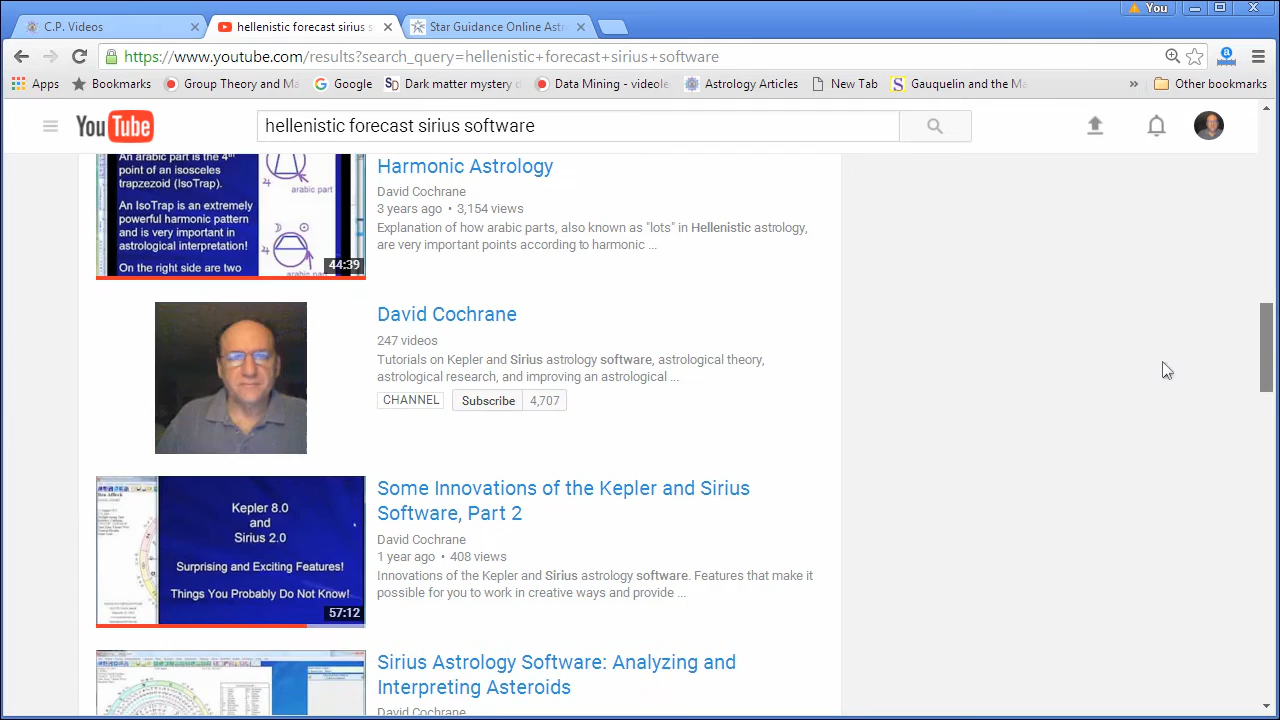 You
C.P. Videos
hellenistic forecast sirius s
Star Guidance Online Astr
https://www.youtube.com/results?search_query=hellenistic+forecast+sirius+software
Apps
Bookmarks
Group Theory and Ma
Google
Dark matter mystery d
Data Mining - videole
Astrology Articles
New Tab
Gauquelin and the Ma
»
Other bookmarks
YouTube
hellenistic forecast sirius software
An arabic part is the 4th
point of an isosceles
trapzezoid (IsoTrap).
An IsoTrap is an extremely
powerful harmonic pattern
and is very important in
astrological interpretation!
On the right side are two
arabic part
arabic part
44:39
Harmonic Astrology
David Cochrane
3 years ago • 3,154 views
Explanation of how arabic parts, also known as "lots" in Hellenistic astrology,
are very important points according to harmonic ...
David Cochrane
247 videos
Tutorials on Kepler and Sirius astrology software, astrological theory,
astrological research, and improving an astrological ...
CHANNEL
Subscribe
4,707
Kepler 8.0
and
Sirius 2.0
Surprising and Exciting Features!
Things You Probably Do Not Know!
57:12
Some Innovations of the Kepler and Sirius
Software, Part 2
David Cochrane
1 year ago • 408 views
Innovations of the Kepler and Sirius astrology software. Features that make it
possible for you to work in creative ways and provide ...
Sirius Astrology Software: Analyzing and
Interpreting Asteroids
David Cochrane